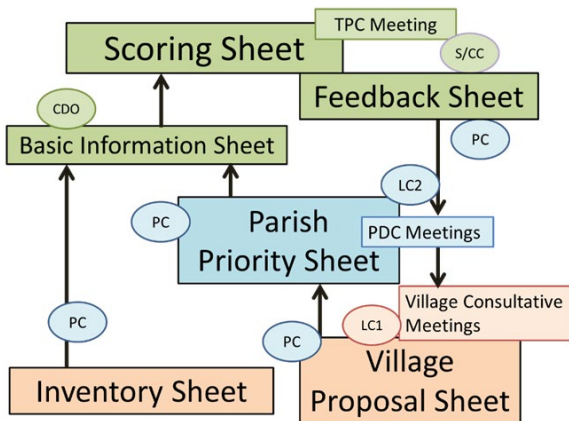 TPC Meeting
Scoring Sheet
S/CC
Feedback Sheet
CDO
Basic Information Sheet
PC
LC2
PC
Parish
Priority Sheet
PDC Meetings
PC
PC
LC1
Village Consultative
Meetings
Inventory Sheet
Village
Proposal Sheet